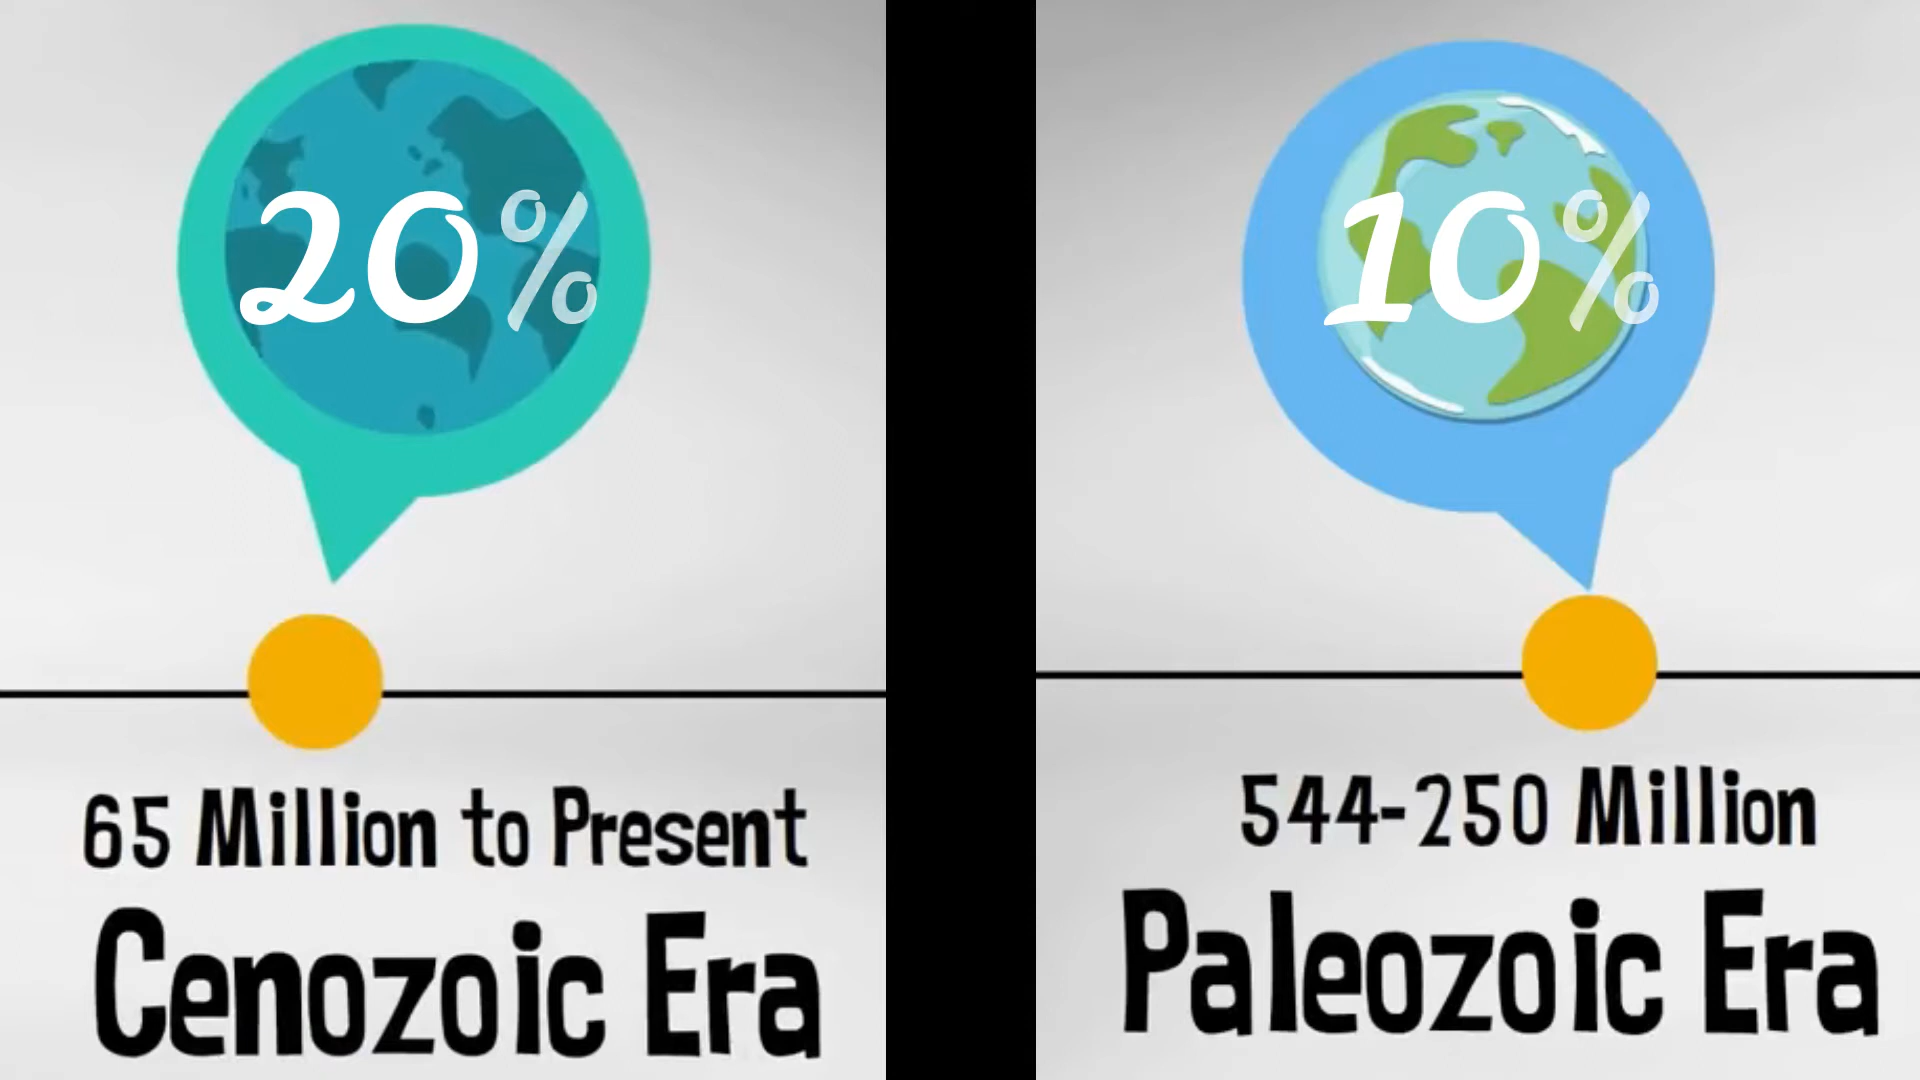 20%
65 Million to Present
Cenozoic Era
10%
544-250 Million
Paleozoic Era